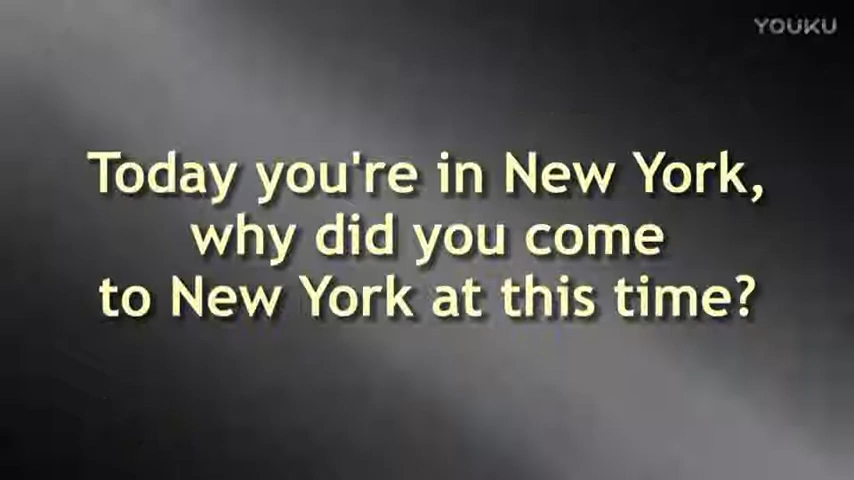 YOUKU
Today you're in New York,
why did you come
to New York at this time?